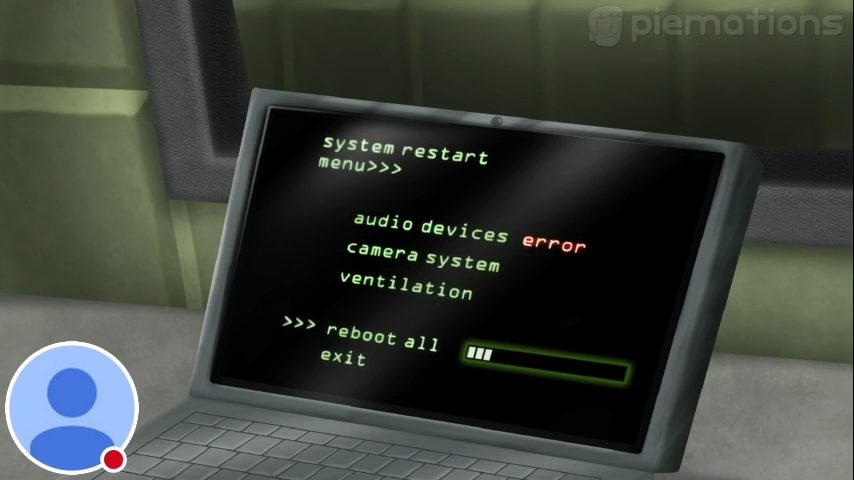 piemations
system restart
menu>>>
audio devices error
camera system
ventilation
>>> reboot all
exit